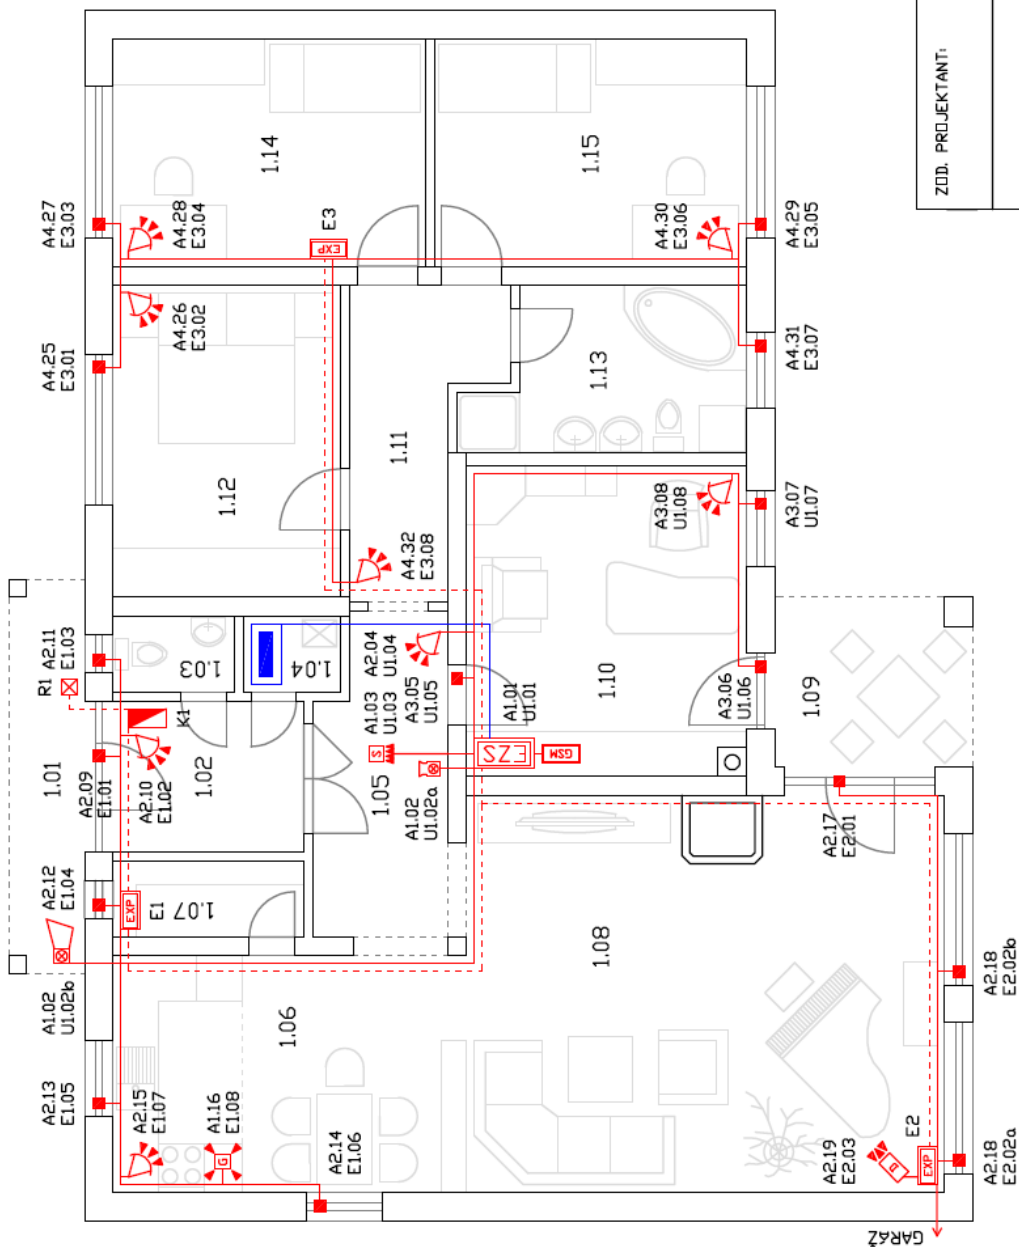 ZOD. PROJEKTANT:
1.14
1.15
A4.27
E3.03
A4.28
E3.04
E3
EXP
A4.30
E3.06
A4.29
E3.05
A4.25
E3.01
A4.26
E3.02
A4.31
E3.07
1.13
1.12
1.11
A3.08
U1.08
A3.07
U1.07
A4.32
E3.08
A2.11
E1.03
R1
1.03
1.04
A2.04
U1.04
A3.05
U1.05
A1.03
U1.03
A1.01
U1.01
1.10
A3.06
U1.06
1.09
K1
1.01
A2.09
E1.01
A2.10
E1.02
1.02
S
EZS
GSM
1.05
A1.02
U1.02a
A2.17
E2.01
A2.12
E1.04
EXP
E1
1.07
1.08
A1.02
U1.02b
1.06
A2.18
E2.02b
A2.13
E1.05
A2.15
E1.07
A1.16
E1.08
G
A2.14
E1.06
A2.19
E2.03
D
E2
EXP
A2.18
E2.02a
GARAŽ